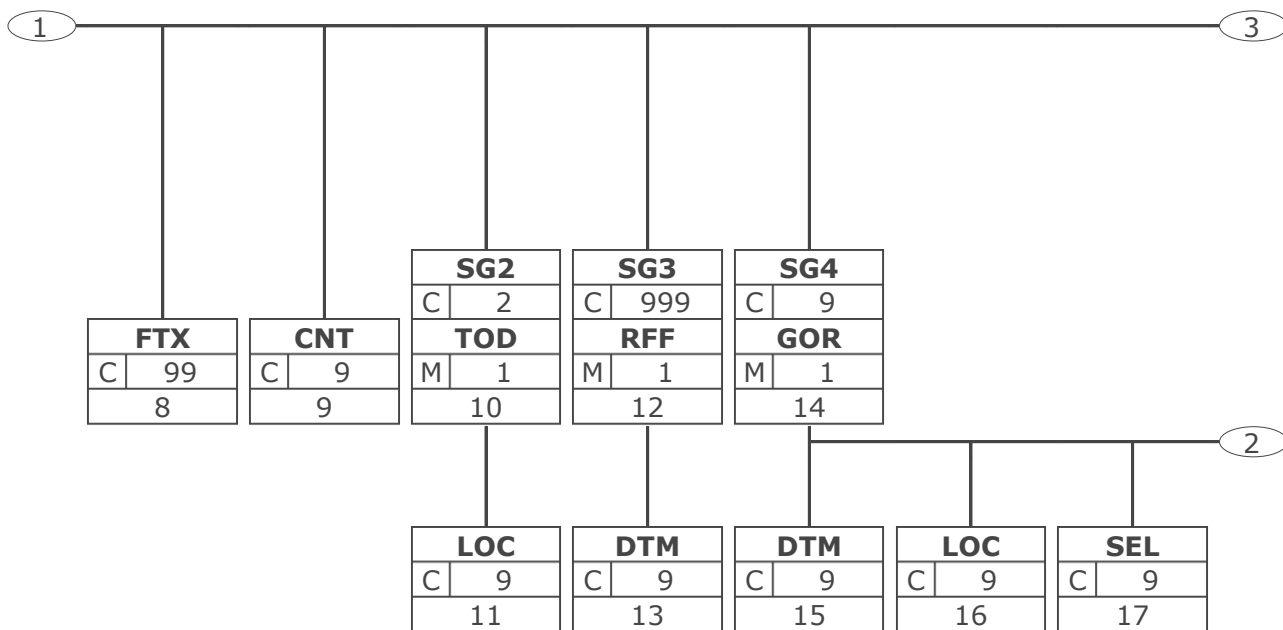 1
3
SG2
C 2
TOD
M 1
10
SG3
C 999
RFF
M 1
12
SG4
C 9
GOR
M 1
14
FTX
C 99
8
CNT
C 9
9
2
LOC
C 9
11
DTM
C 9
13
DTM
C 9
15
LOC
C 9
16
SEL
C 9
17